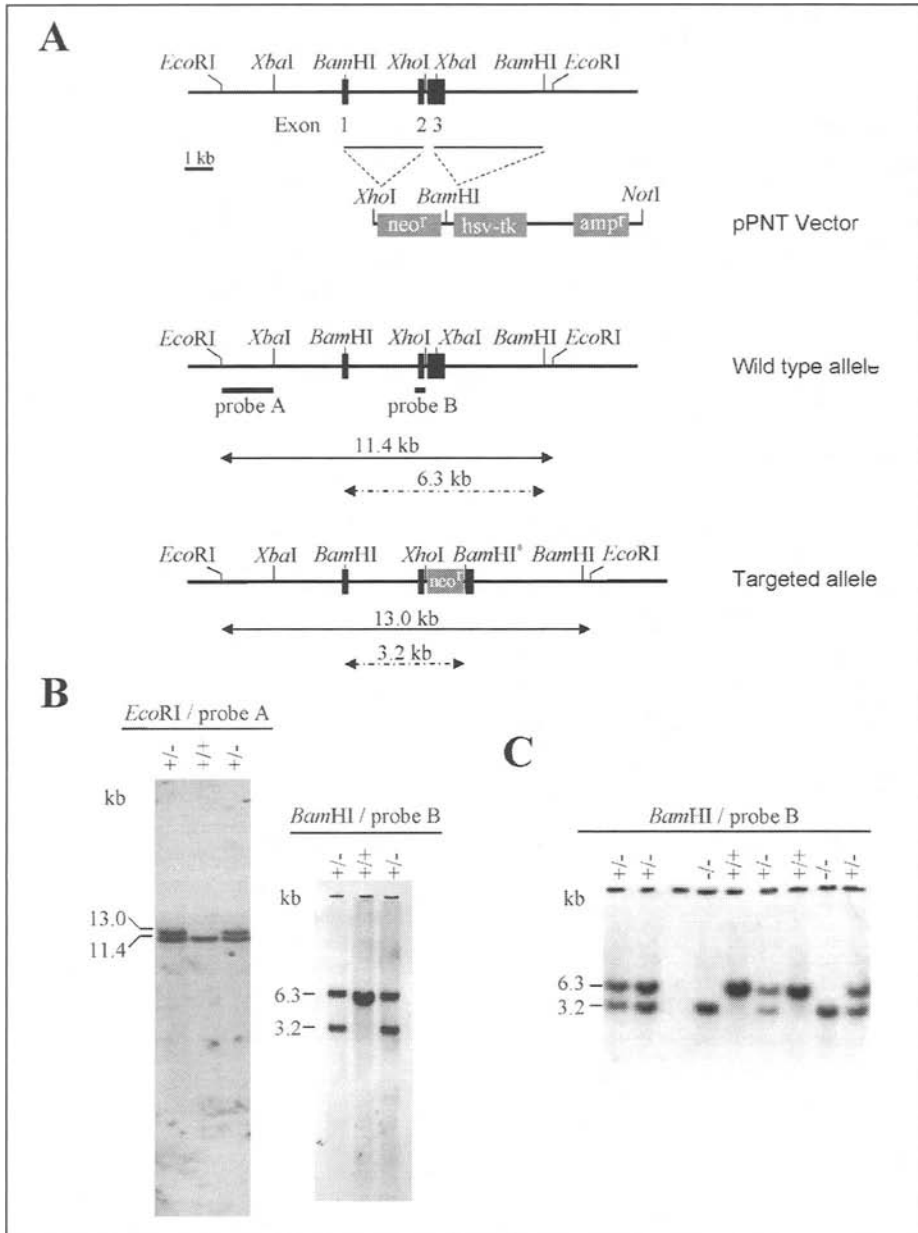 A
EcoRI XbaI BamHI XhoI XbaI BamHI EcoRI
Exon 1 2 3
1 kb
XhoI BamHI NotI
neoʳ hsv-tk ampʳ
pPNT Vector
EcoRI XbaI BamHI XhoI XbaI BamHI EcoRI
Wild type allele
probe A probe B
11.4 kb
6.3 kb
EcoRI XbaI BamHI XhoI BamHI* BamHI EcoRI
neoʳ
Targeted allele
13.0 kb
3.2 kb
B
EcoRI / probe A
+/- +/+ +/-
kb
13.0
11.4
BamHI / probe B
+/- +/+ +/-
kb
6.3
3.2
C
BamHI / probe B
+/- +/- -/- +/+ +/- +/+ -/- +/-
kb
6.3
3.2